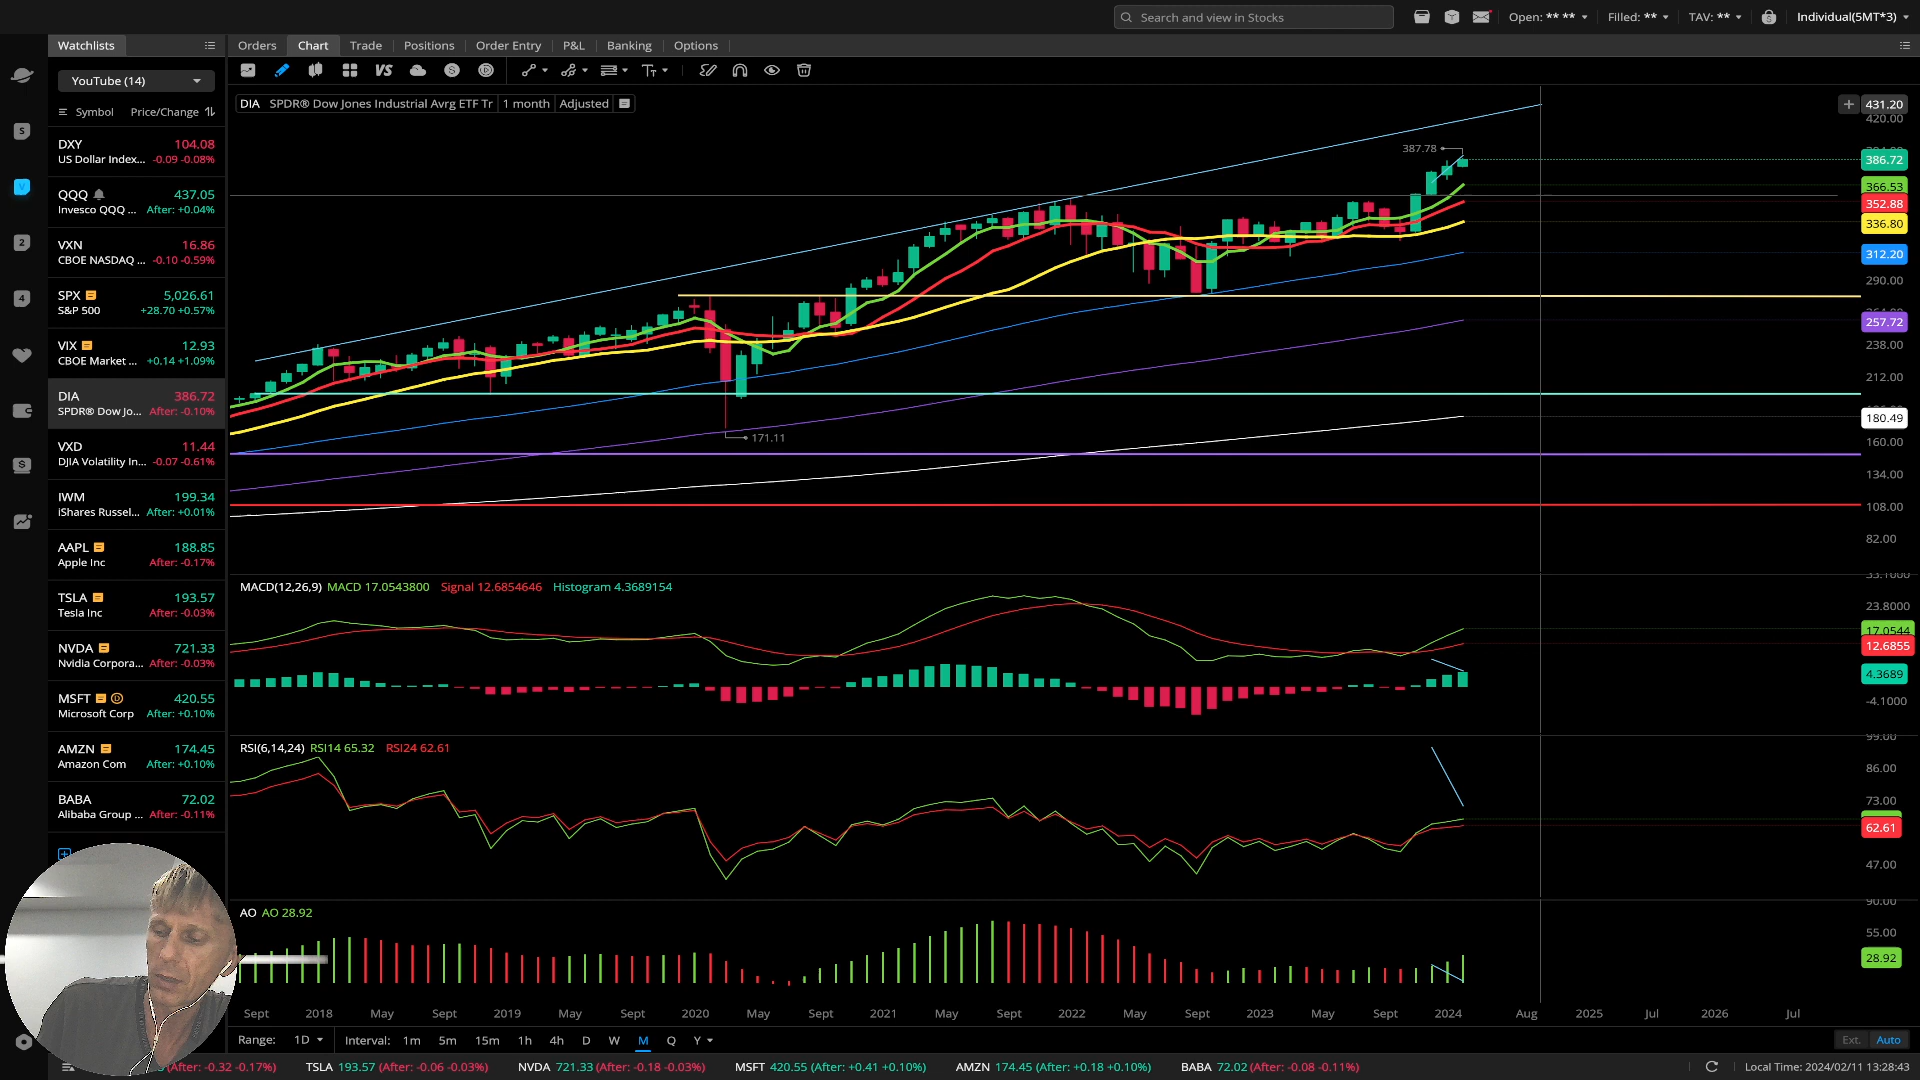 Search and view in Stocks
Open: ** **
Filled: **
TAV: **
Individual(5MT*3)
Watchlists
Orders Chart Trade Positions Order Entry P&L Banking Options
YouTube (14)
VS
Symbol Price/Change
DIA SPDR® Dow Jones Industrial Avrg ETF Tr 1 month Adjusted
DXY 104.08
US Dollar Index... -0.09 -0.08%
QQQ 437.05
Invesco QQQ ... After: +0.04%
VXN 16.86
CBOE NASDAQ ... -0.10 -0.59%
SPX 5,026.61
S&P 500 +28.70 +0.57%
VIX 12.93
CBOE Market ... +0.14 +1.09%
DIA 386.72
SPDR® Dow Jo... After: -0.10%
VXD 11.44
DJIA Volatility In... -0.07 -0.61%
IWM 199.34
iShares Russel... After: +0.01%
AAPL 188.85
Apple Inc After: -0.17%
TSLA 193.57
Tesla Inc After: -0.03%
NVDA 721.33
Nvidia Corpora... After: -0.03%
MSFT 420.55
Microsoft Corp After: +0.10%
AMZN 174.45
Amazon Com After: +0.10%
BABA 72.02
Alibaba Group ... After: -0.11%
387.78
171.11
431.20
420.00
386.72
366.53
352.88
336.80
312.20
290.00
257.72
238.00
212.00
180.49
160.00
134.00
108.00
82.00
MACD(12,26,9) MACD 17.0543800 Signal 12.6854646 Histogram 4.3689154
23.8000
17.0544
12.6855
4.3689
-4.1000
RSI(6,14,24) RSI14 65.32 RSI24 62.61
99.00
86.00
73.00
62.61
47.00
AO AO 28.92
90.00
55.00
28.92
Sept 2018 May Sept 2019 May Sept 2020 May Sept 2021 May Sept 2022 May Sept 2023 May Sept 2024 Aug 2025 Jul 2026 Jul
Range: 1D Interval: 1m 5m 15m 1h 4h D W M Q Y
Ext. Auto
(After: -0.32 -0.17%) TSLA 193.57 (After: -0.06 -0.03%) NVDA 721.33 (After: -0.18 -0.03%) MSFT 420.55 (After: +0.41 +0.10%) AMZN 174.45 (After: +0.18 +0.10%) BABA 72.02 (After: -0.08 -0.11%)
Local Time: 2024/02/11 13:28:43